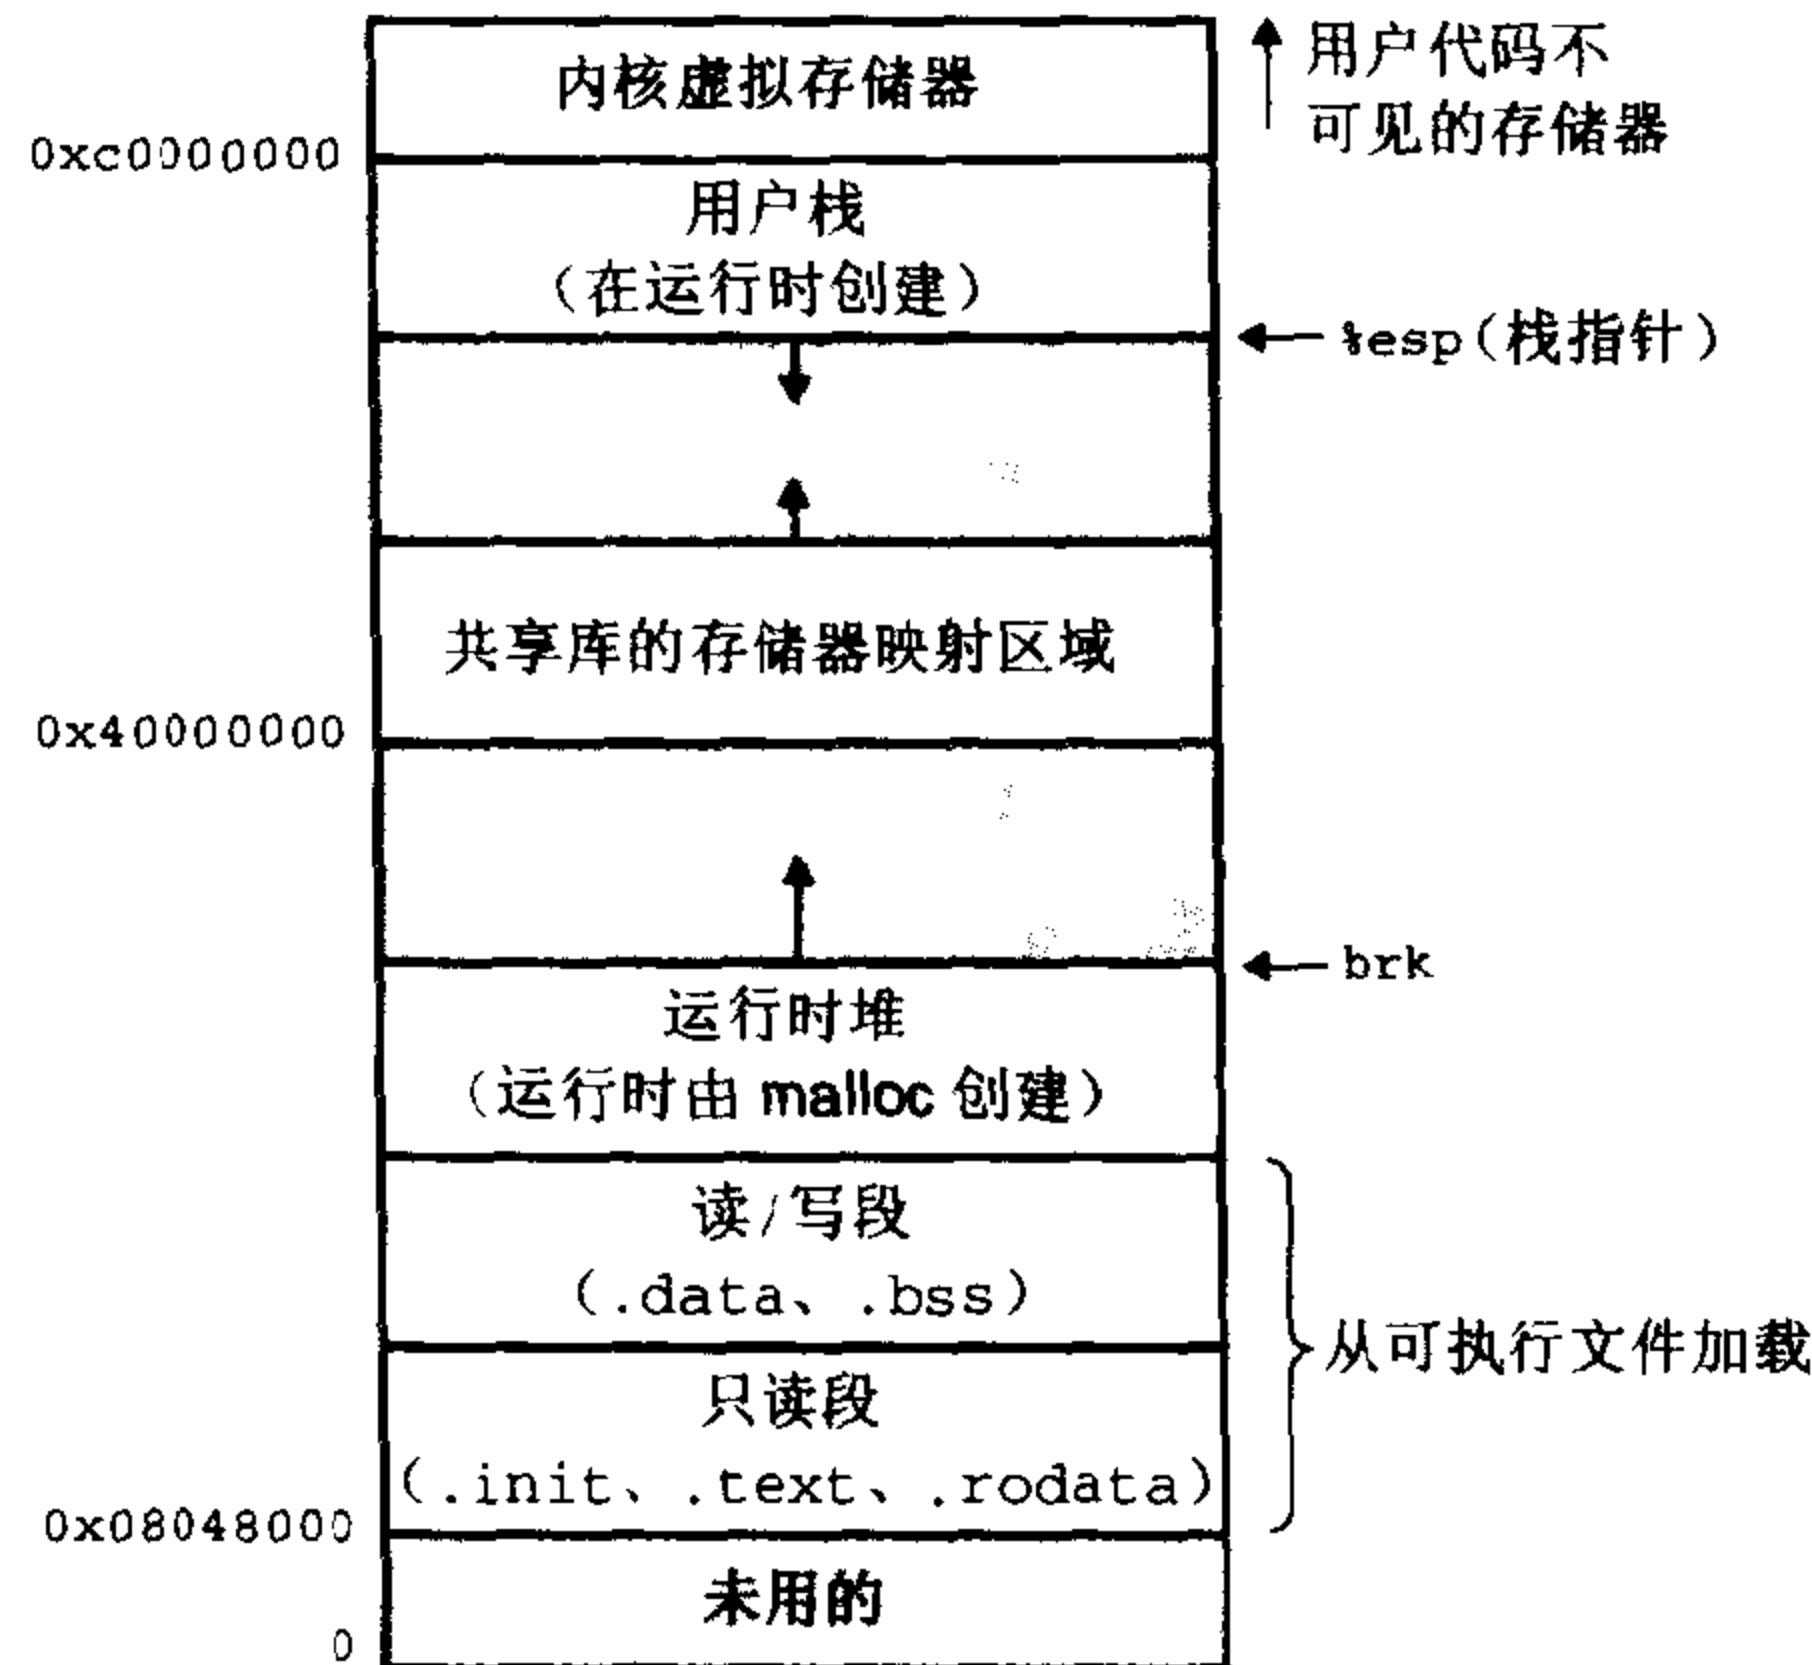 内核虚拟存储器
用户代码不
可见的存储器
0xc0000000
用户栈
（在运行时创建）
%esp（栈指针）
共享库的存储器映射区域
0x40000000
brk
运行时堆
（运行时由 malloc 创建）
读/写段
（.data、.bss）
从可执行文件加载
只读段
（.init、.text、.rodata）
0x08048000
未用的
0